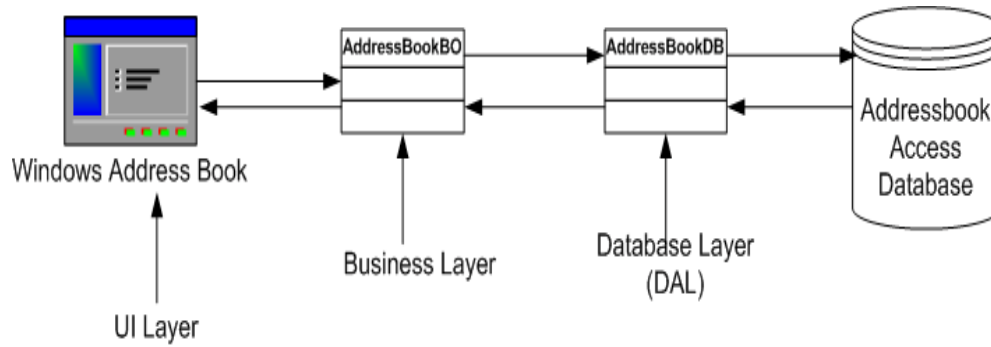 AddressBookBO
AddressBookDB
Addressbook
Access
Database
Windows Address Book
Business Layer
Database Layer
(DAL)
UI Layer